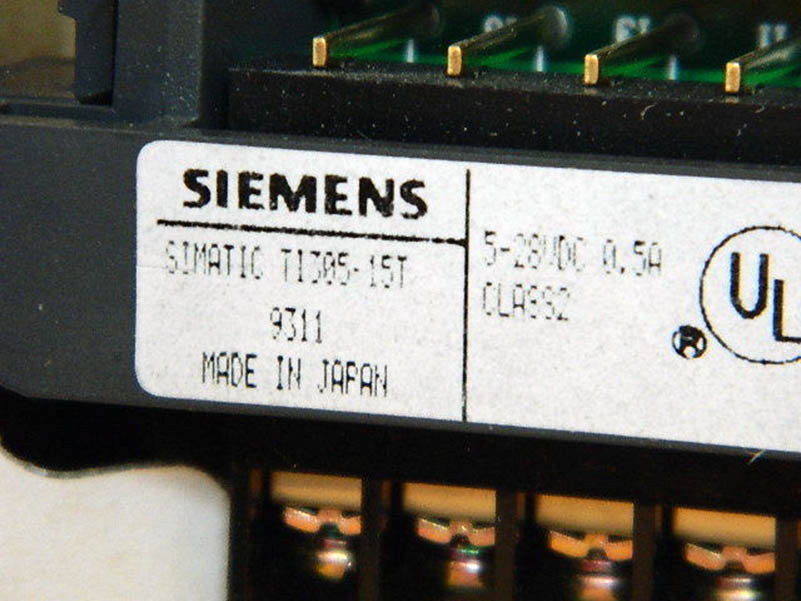 SIEMENS
SIMATIC TI305-15T
9311
MADE IN JAPAN
5-28VDC 0.5A
CLASS2
UL
®